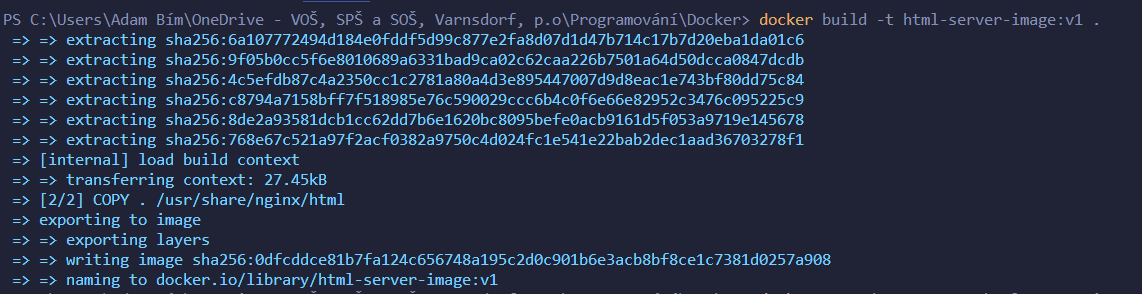 PS C:\Users\Adam Bím\OneDrive - VOŠ, SPŠ a SOŠ, Varnsdorf, p.o\Programování\Docker> docker build -t html-server-image:v1 .
=> => extracting sha256:6a107772494d184e0fddf5d99c877e2fa8d07d1d47b714c17b7d20eba1da01c6
=> => extracting sha256:9f05b0cc5f6e8010689a6331bad9ca02c62caa226b7501a64d50dcca0847dcdb
=> => extracting sha256:4c5efdb87c4a2350cc1c2781a80a4d3e895447007d9d8eac1e743bf80dd75c84
=> => extracting sha256:c8794a7158bff7f518985e76c590029ccc6b4c0f6e66e82952c3476c095225c9
=> => extracting sha256:8de2a93581dcb1cc62dd7b6e1620bc8095befe0acb9161d5f053a9719e145678
=> => extracting sha256:768e67c521a97f2acf0382a9750c4d024fc1e541e22bab2dec1aad36703278f1
=> [internal] load build context
=> => transferring context: 27.45kB
=> [2/2] COPY . /usr/share/nginx/html
=> exporting to image
=> => exporting layers
=> => writing image sha256:0dfcddce81b7fa124c656748a195c2d0c901b6e3acb8bf8ce1c7381d0257a908
=> => naming to docker.io/library/html-server-image:v1